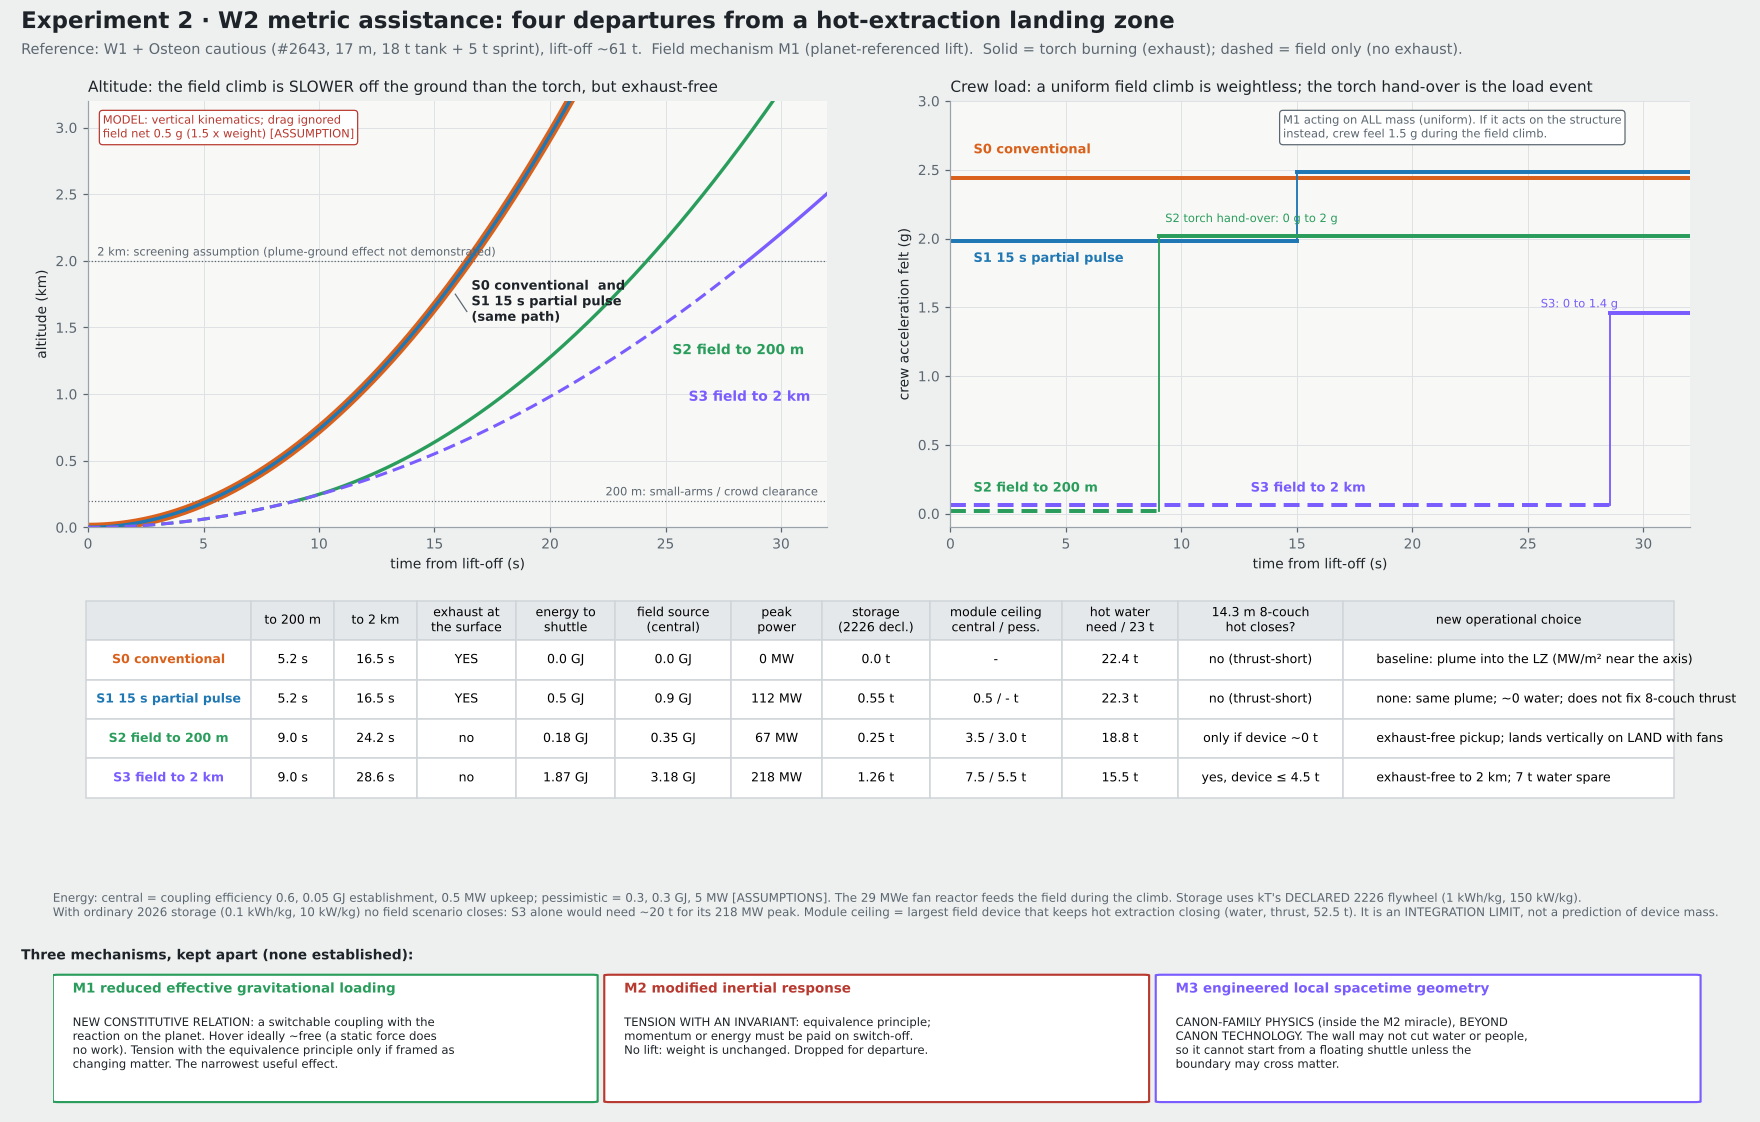 Experiment 2 · W2 metric assistance: four departures from a hot-extraction landing zone
Reference: W1 + Osteon cautious (#2643, 17 m, 18 t tank + 5 t sprint), lift-off ~61 t.  Field mechanism M1 (planet-referenced lift).  Solid = torch burning (exhaust); dashed = field only (no exhaust).
Altitude: the field climb is SLOWER off the ground than the torch, but exhaust-free
MODEL: vertical kinematics; drag ignored
field net 0.5 g (1.5 x weight) [ASSUMPTION]
2 km: screening assumption (plume-ground effect not demonstrated)
S0 conventional  and
S1 15 s partial pulse
(same path)
S2 field to 200 m
S3 field to 2 km
200 m: small-arms / crowd clearance
altitude (km)
3.0
2.5
2.0
1.5
1.0
0.5
0.0
0 5 10 15 20 25 30
time from lift-off (s)
Crew load: a uniform field climb is weightless; the torch hand-over is the load event
M1 acting on ALL mass (uniform). If it acts on the structure
instead, crew feel 1.5 g during the field climb.
S0 conventional
S2 torch hand-over: 0 g to 2 g
S1 15 s partial pulse
S3: 0 to 1.4 g
S2 field to 200 m
S3 field to 2 km
crew acceleration felt (g)
3.0
2.5
2.0
1.5
1.0
0.5
0.0
0 5 10 15 20 25 30
time from lift-off (s)
to 200 m | to 2 km | exhaust at the surface | energy to shuttle | field source (central) | peak power | storage (2226 decl.) | module ceiling central / pess. | hot water need / 23 t | 14.3 m 8-couch hot closes? | new operational choice
S0 conventional | 5.2 s | 16.5 s | YES | 0.0 GJ | 0.0 GJ | 0 MW | 0.0 t | - | 22.4 t | no (thrust-short) | baseline: plume into the LZ (MW/m² near the axis)
S1 15 s partial pulse | 5.2 s | 16.5 s | YES | 0.5 GJ | 0.9 GJ | 112 MW | 0.55 t | 0.5 / - t | 22.3 t | no (thrust-short) | none: same plume; ~0 water; does not fix 8-couch thrust
S2 field to 200 m | 9.0 s | 24.2 s | no | 0.18 GJ | 0.35 GJ | 67 MW | 0.25 t | 3.5 / 3.0 t | 18.8 t | only if device ~0 t | exhaust-free pickup; lands vertically on LAND with fans
S3 field to 2 km | 9.0 s | 28.6 s | no | 1.87 GJ | 3.18 GJ | 218 MW | 1.26 t | 7.5 / 5.5 t | 15.5 t | yes, device ≤ 4.5 t | exhaust-free to 2 km; 7 t water spare
Energy: central = coupling efficiency 0.6, 0.05 GJ establishment, 0.5 MW upkeep; pessimistic = 0.3, 0.3 GJ, 5 MW [ASSUMPTIONS]. The 29 MWe fan reactor feeds the field during the climb. Storage uses kT's DECLARED 2226 flywheel (1 kWh/kg, 150 kW/kg).
With ordinary 2026 storage (0.1 kWh/kg, 10 kW/kg) no field scenario closes: S3 alone would need ~20 t for its 218 MW peak. Module ceiling = largest field device that keeps hot extraction closing (water, thrust, 52.5 t). It is an INTEGRATION LIMIT, not a prediction of device mass.
Three mechanisms, kept apart (none established):
M1 reduced effective gravitational loading
NEW CONSTITUTIVE RELATION: a switchable coupling with the
reaction on the planet. Hover ideally ~free (a static force does
no work). Tension with the equivalence principle only if framed as
changing matter. The narrowest useful effect.
M2 modified inertial response
TENSION WITH AN INVARIANT: equivalence principle;
momentum or energy must be paid on switch-off.
No lift: weight is unchanged. Dropped for departure.
M3 engineered local spacetime geometry
CANON-FAMILY PHYSICS (inside the M2 miracle), BEYOND
CANON TECHNOLOGY. The wall may not cut water or people,
so it cannot start from a floating shuttle unless the
boundary may cross matter.